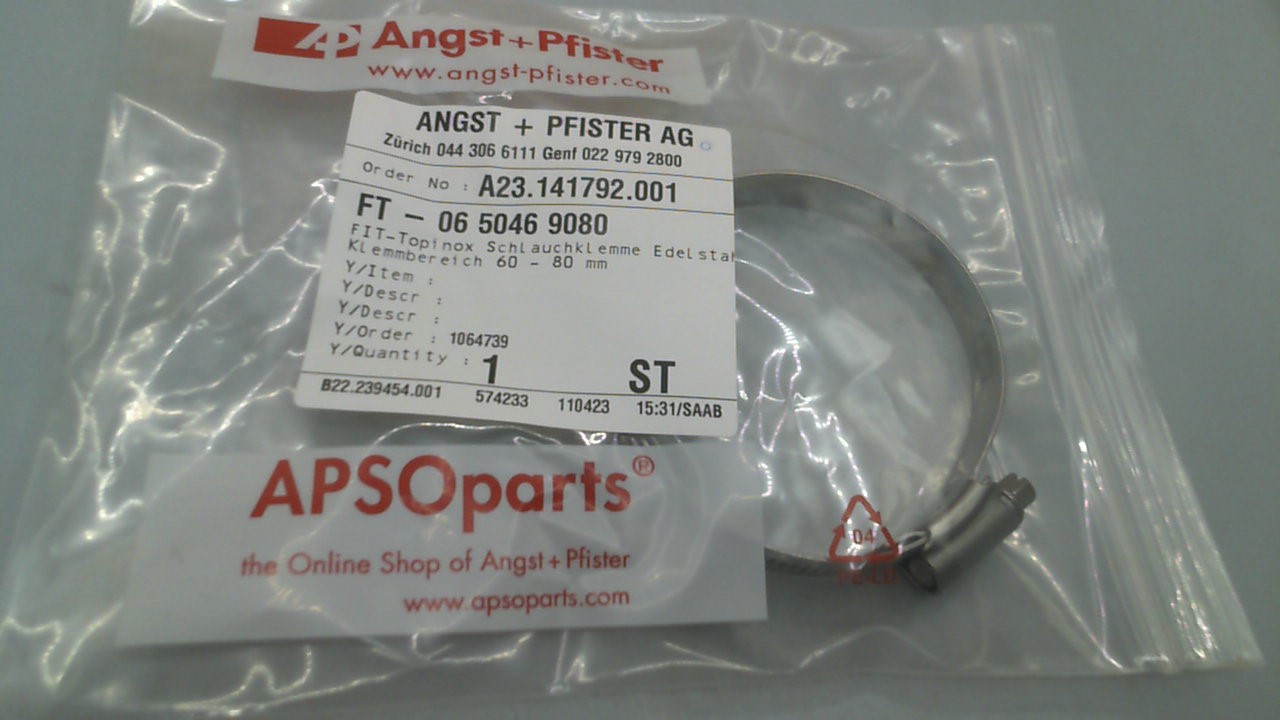 AP Angst+Pfister
www.angst-pfister.com
ANGST + PFISTER AG
Zürich 044 306 6111 Genf 022 979 2800
Order No : A23.141792.001
FT - 06 5046 9080
FIT-Topinox Schlauchklemme Edelstah
Klemmbereich 60 - 80 mm
Y/Item :
Y/Descr :
Y/Descr :
Y/Order : 1064739
Y/Quantity : 1 ST
B22.239454.001 574233 110423 15:31/SAAB
APSOparts®
the Online Shop of Angst+Pfister
www.apsoparts.com
04
PE-LD